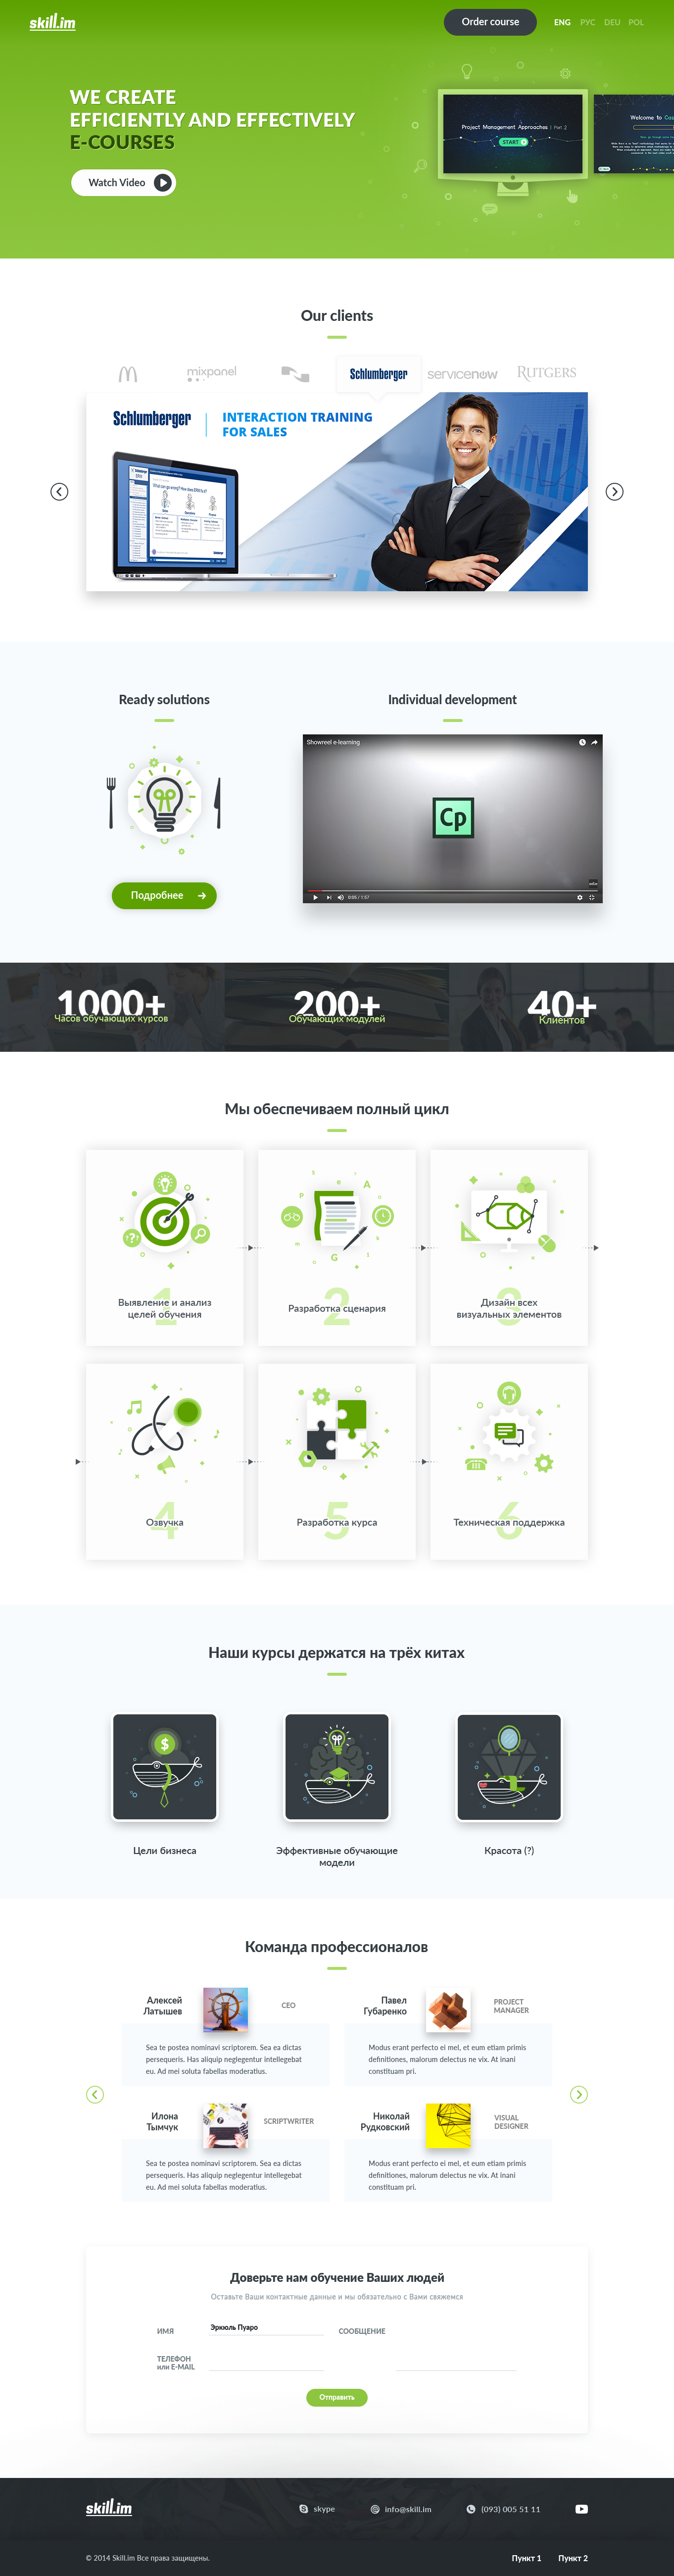 skill.im
Order course
ENG РУС DEU POL
WE CREATE
EFFICIENTLY AND EFFECTIVELY
E-COURSES
Watch Video
Project Management Approaches | Part 2
START
Welcome to
Our clients
mixpanel
Schlumberger
servicenow
RUTGERS
Schlumberger
INTERACTION TRAINING
FOR SALES
Ready solutions
Individual development
Showreel e-learning
Cp
0:05 / 1:57
Подробнее
1000+
Часов обучающих курсов
200+
Обучающих модулей
40+
Клиентов
Мы обеспечиваем полный цикл
1
Выявление и анализ
целей обучения
2
Разработка сценария
3
Дизайн всех
визуальных элементов
4
Озвучка
5
Разработка курса
6
Техническая поддержка
Наши курсы держатся на трёх китах
Цели бизнеса
Эффективные обучающие
модели
Красота (?)
Команда профессионалов
Алексей
Латышев
CEO
Sea te postea nominavi scriptorem. Sea ea dictas
persequeris. Has aliquip neglegentur intellegebat
eu. Ad mei soluta fabellas moderatius.
Павел
Губаренко
PROJECT
MANAGER
Modus erant perfecto ei mel, et eum etiam primis
definitiones, malorum delectus ne vix. At inani
constituam pri.
Илона
Тымчук
SCRIPTWRITER
Sea te postea nominavi scriptorem. Sea ea dictas
persequeris. Has aliquip neglegentur intellegebat
eu. Ad mei soluta fabellas moderatius.
Николай
Рудковский
VISUAL
DESIGNER
Modus erant perfecto ei mel, et eum etiam primis
definitiones, malorum delectus ne vix. At inani
constituam pri.
Доверьте нам обучение Ваших людей
Оставьте Ваши контактные данные и мы обязательно с Вами свяжемся
ИМЯ
Эркюль Пуаро
СООБЩЕНИЕ
ТЕЛЕФОН
или E-MAIL
Отправить
skill.im
skype
info@skill.im
(093) 005 51 11
© 2014 Skill.im Все права защищены.
Пункт 1
Пункт 2